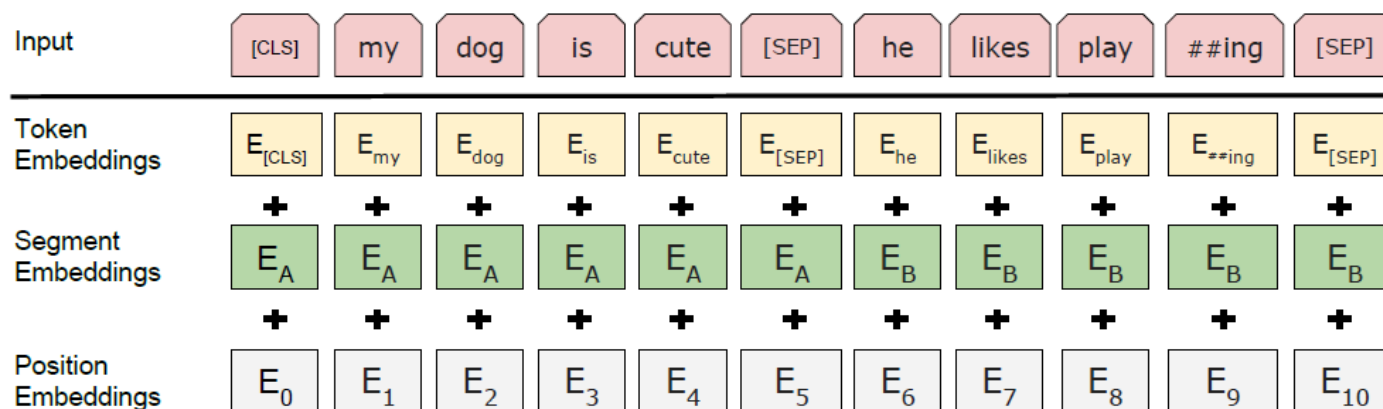 Input [CLS] my dog is cute [SEP] he likes play ##ing [SEP]
Token
Embeddings
E[CLS] Emy Edog Eis Ecute E[SEP] Ehe Elikes Eplay E##ing E[SEP]
+ + + + + + + + + + +
Segment
Embeddings
EA EA EA EA EA EA EB EB EB EB EB
+ + + + + + + + + + +
Position
Embeddings
E0 E1 E2 E3 E4 E5 E6 E7 E8 E9 E10